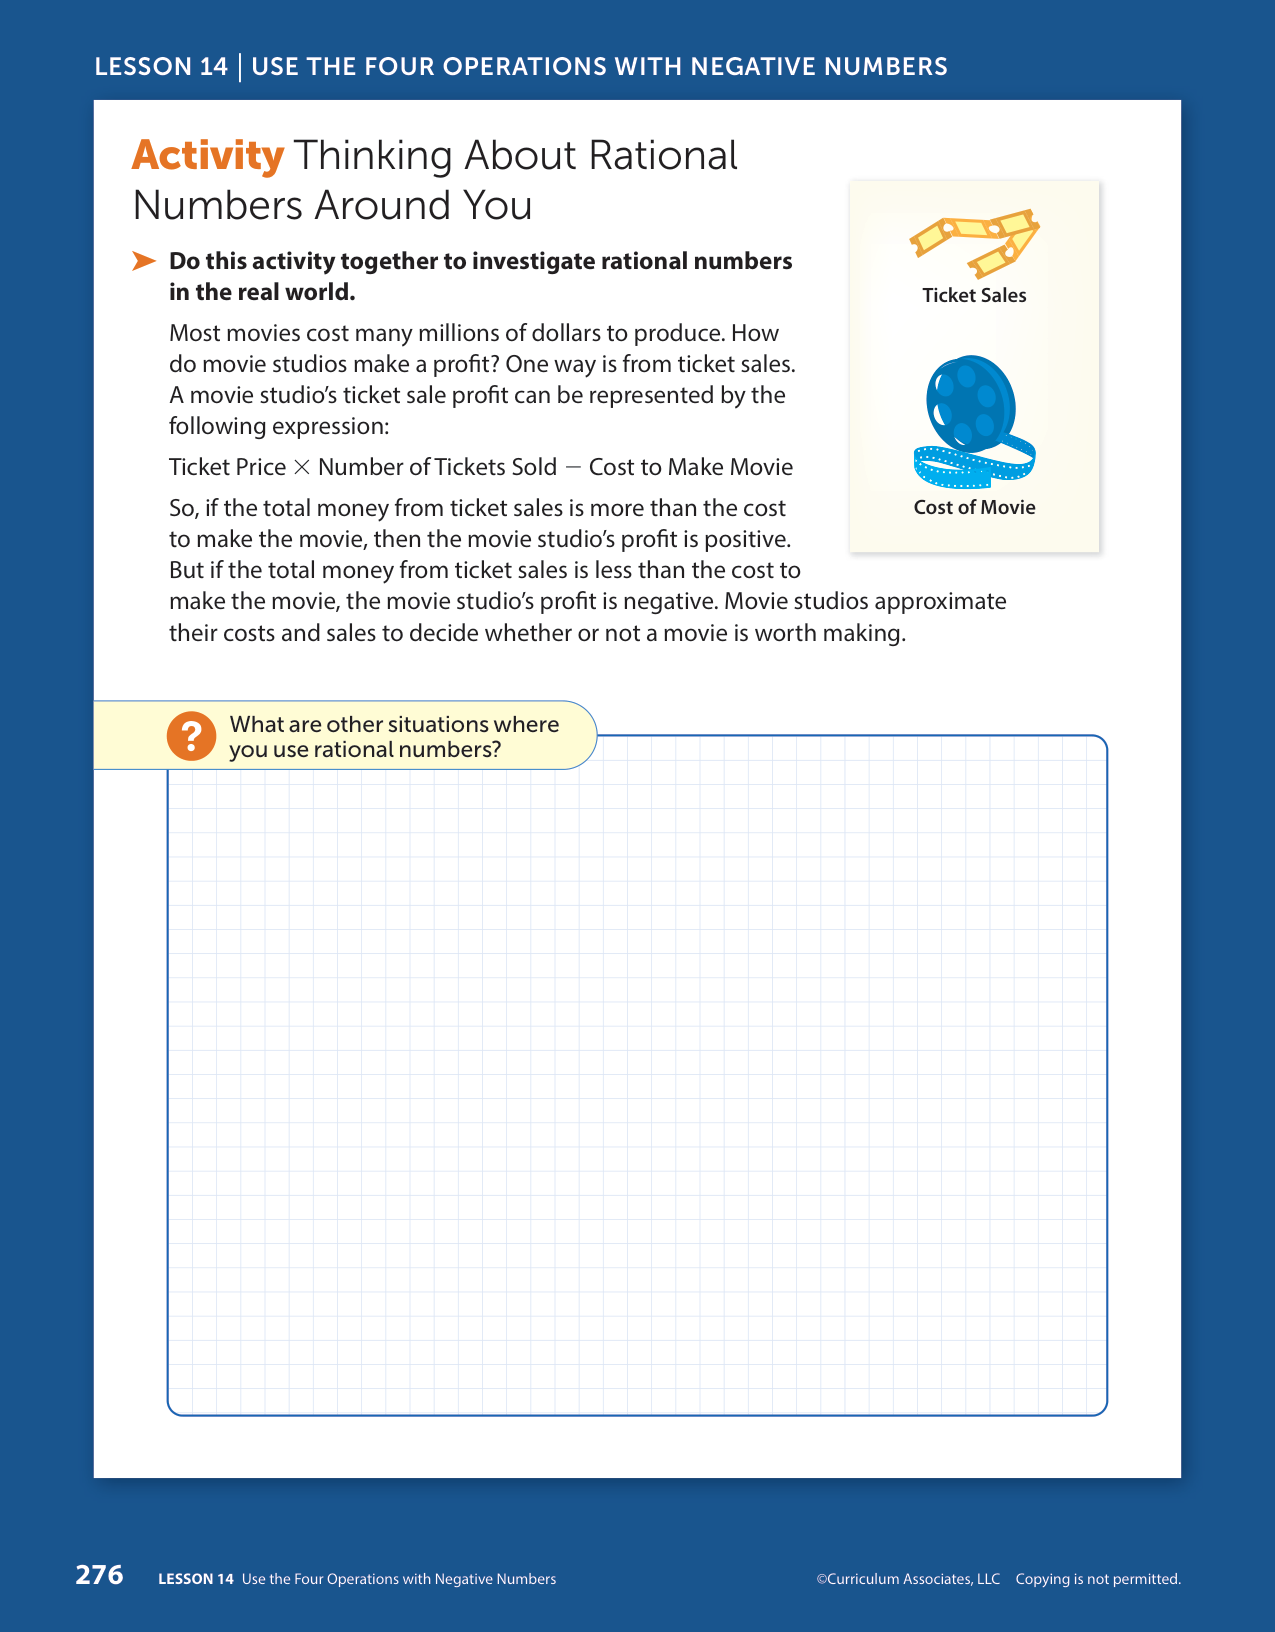 LESSON 14 | USE THE FOUR OPERATIONS WITH NEGATIVE NUMBERS
Activity Thinking About Rational
Numbers Around You
Do this activity together to investigate rational numbers
in the real world.
Most movies cost many millions of dollars to produce. How
do movie studios make a profit? One way is from ticket sales.
A movie studio's ticket sale profit can be represented by the
following expression:
Ticket Price × Number of Tickets Sold − Cost to Make Movie
So, if the total money from ticket sales is more than the cost
to make the movie, then the movie studio's profit is positive.
But if the total money from ticket sales is less than the cost to
make the movie, the movie studio's profit is negative. Movie studios approximate
their costs and sales to decide whether or not a movie is worth making.
Ticket Sales
Cost of Movie
? What are other situations where
you use rational numbers?
276 LESSON 14 Use the Four Operations with Negative Numbers
©Curriculum Associates, LLC Copying is not permitted.